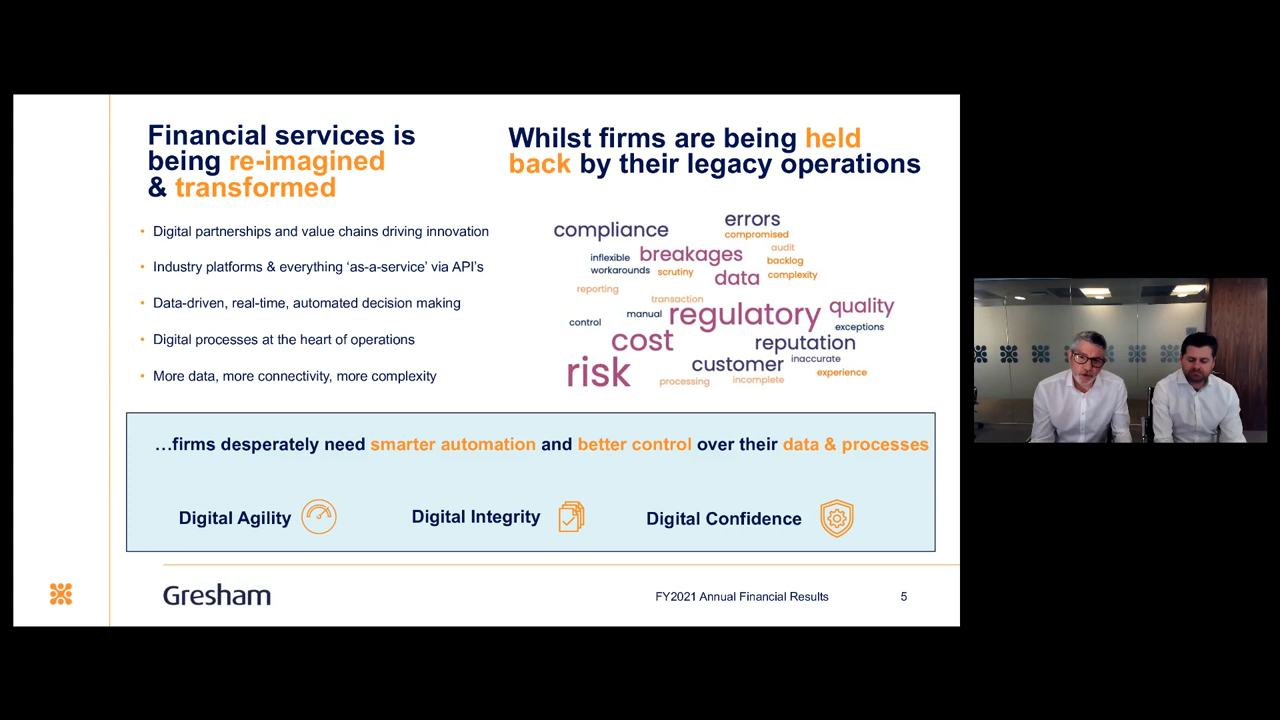 Financial services is
being re-imagined
& transformed
• Digital partnerships and value chains driving innovation
• Industry platforms & everything ‘as-a-service’ via API’s
• Data-driven, real-time, automated decision making
• Digital processes at the heart of operations
• More data, more connectivity, more complexity
Whilst firms are being held
back by their legacy operations
errors
compliance
compromised
audit
breakages
inflexible
backlog
workarounds
scrutiny
data
complexity
reporting
transaction
quality
manual
regulatory
control
exceptions
cost
reputation
inaccurate
customer
risk
experience
processing
incomplete
…firms desperately need smarter automation and better control over their data & processes
Digital Agility
Digital Integrity
Digital Confidence
Gresham
FY2021 Annual Financial Results
5